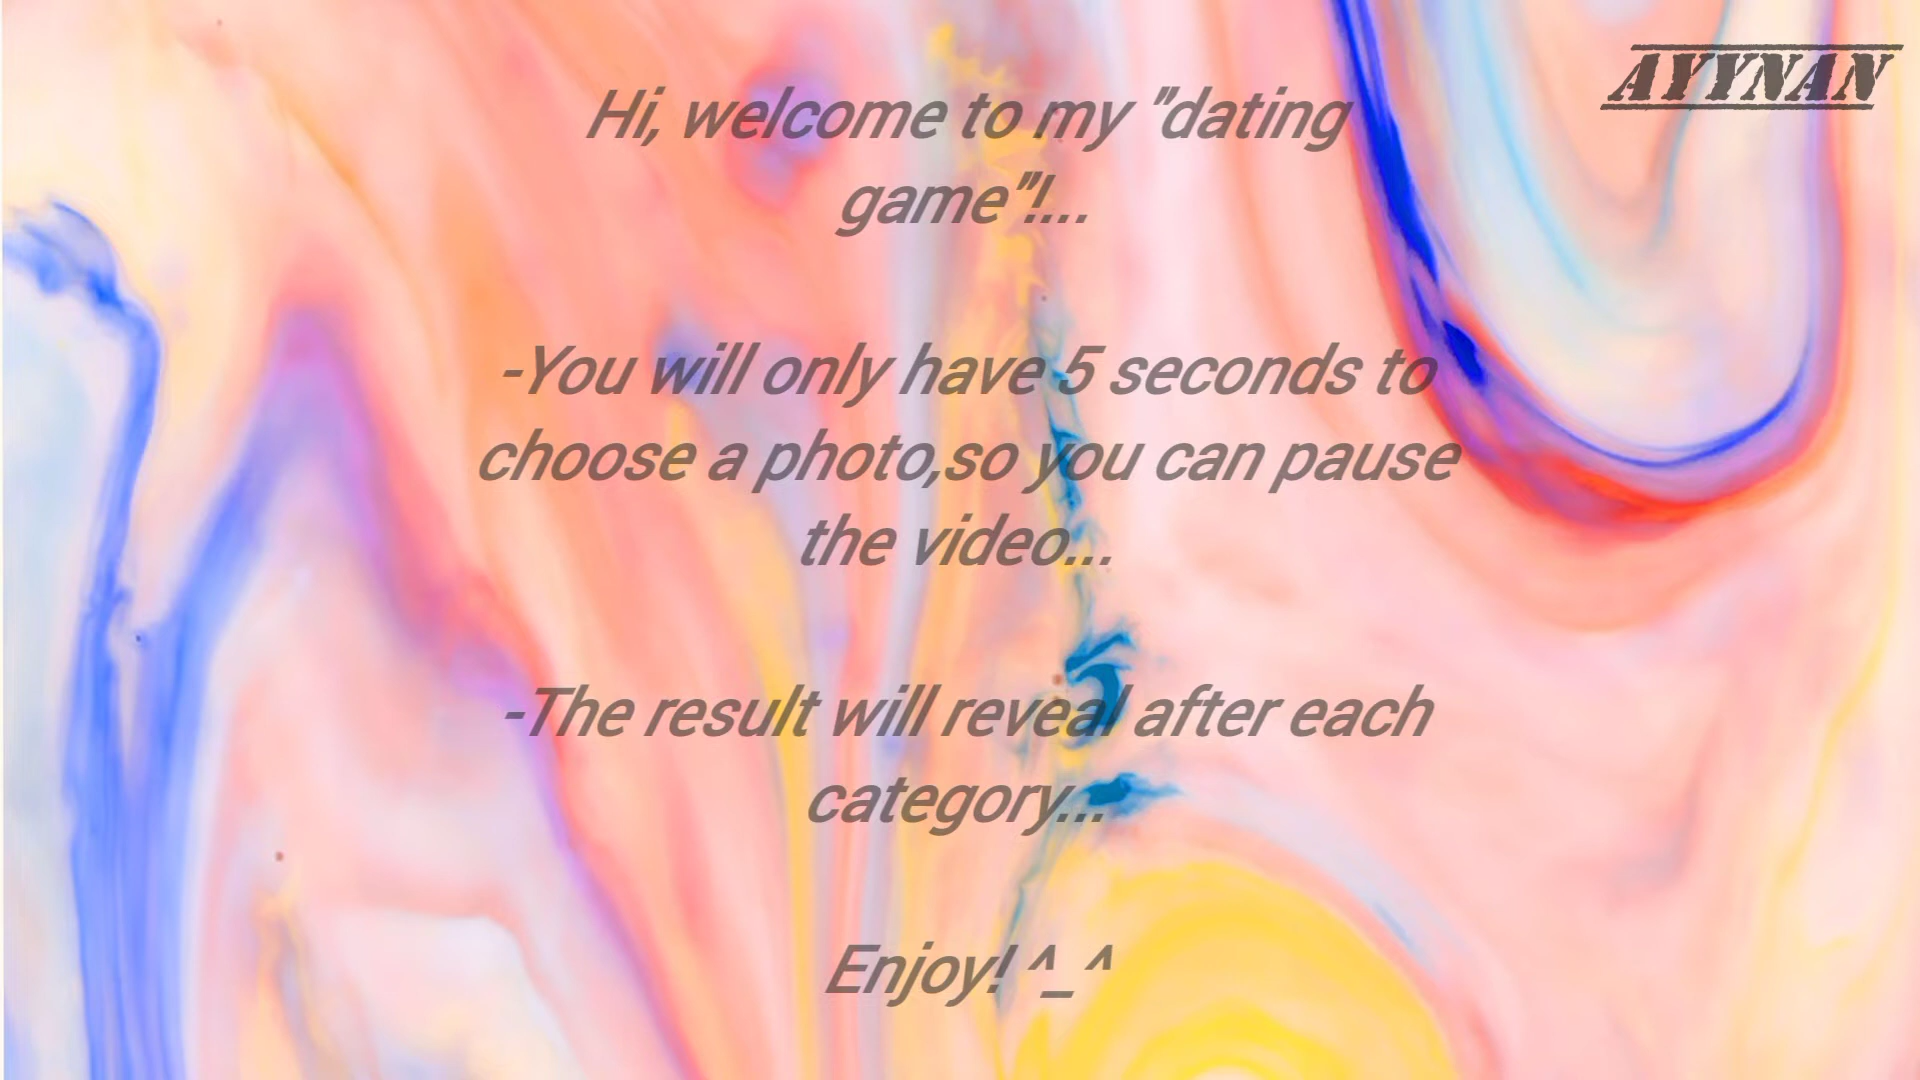 AYYNAN
Hi, welcome to my "dating
game"!...
-You will only have 5 seconds to
choose a photo,so you can pause
the video...
-The result will reveal after each
category...
Enjoy! ^_^